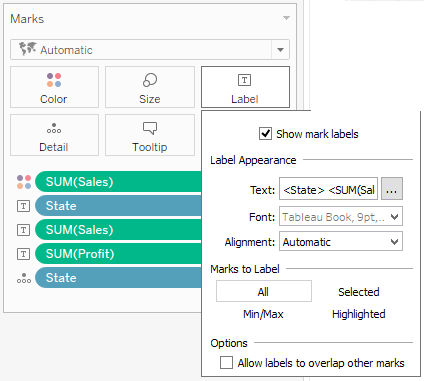 Marks
Automatic
Color Size Label
Detail Tooltip
SUM(Sales)
State
SUM(Sales)
SUM(Profit)
State
Show mark labels
Label Appearance
Text: <State> <SUM(Sal ...
Font: Tableau Book, 9pt,...
Alignment: Automatic
Marks to Label
All Selected
Min/Max Highlighted
Options
Allow labels to overlap other marks